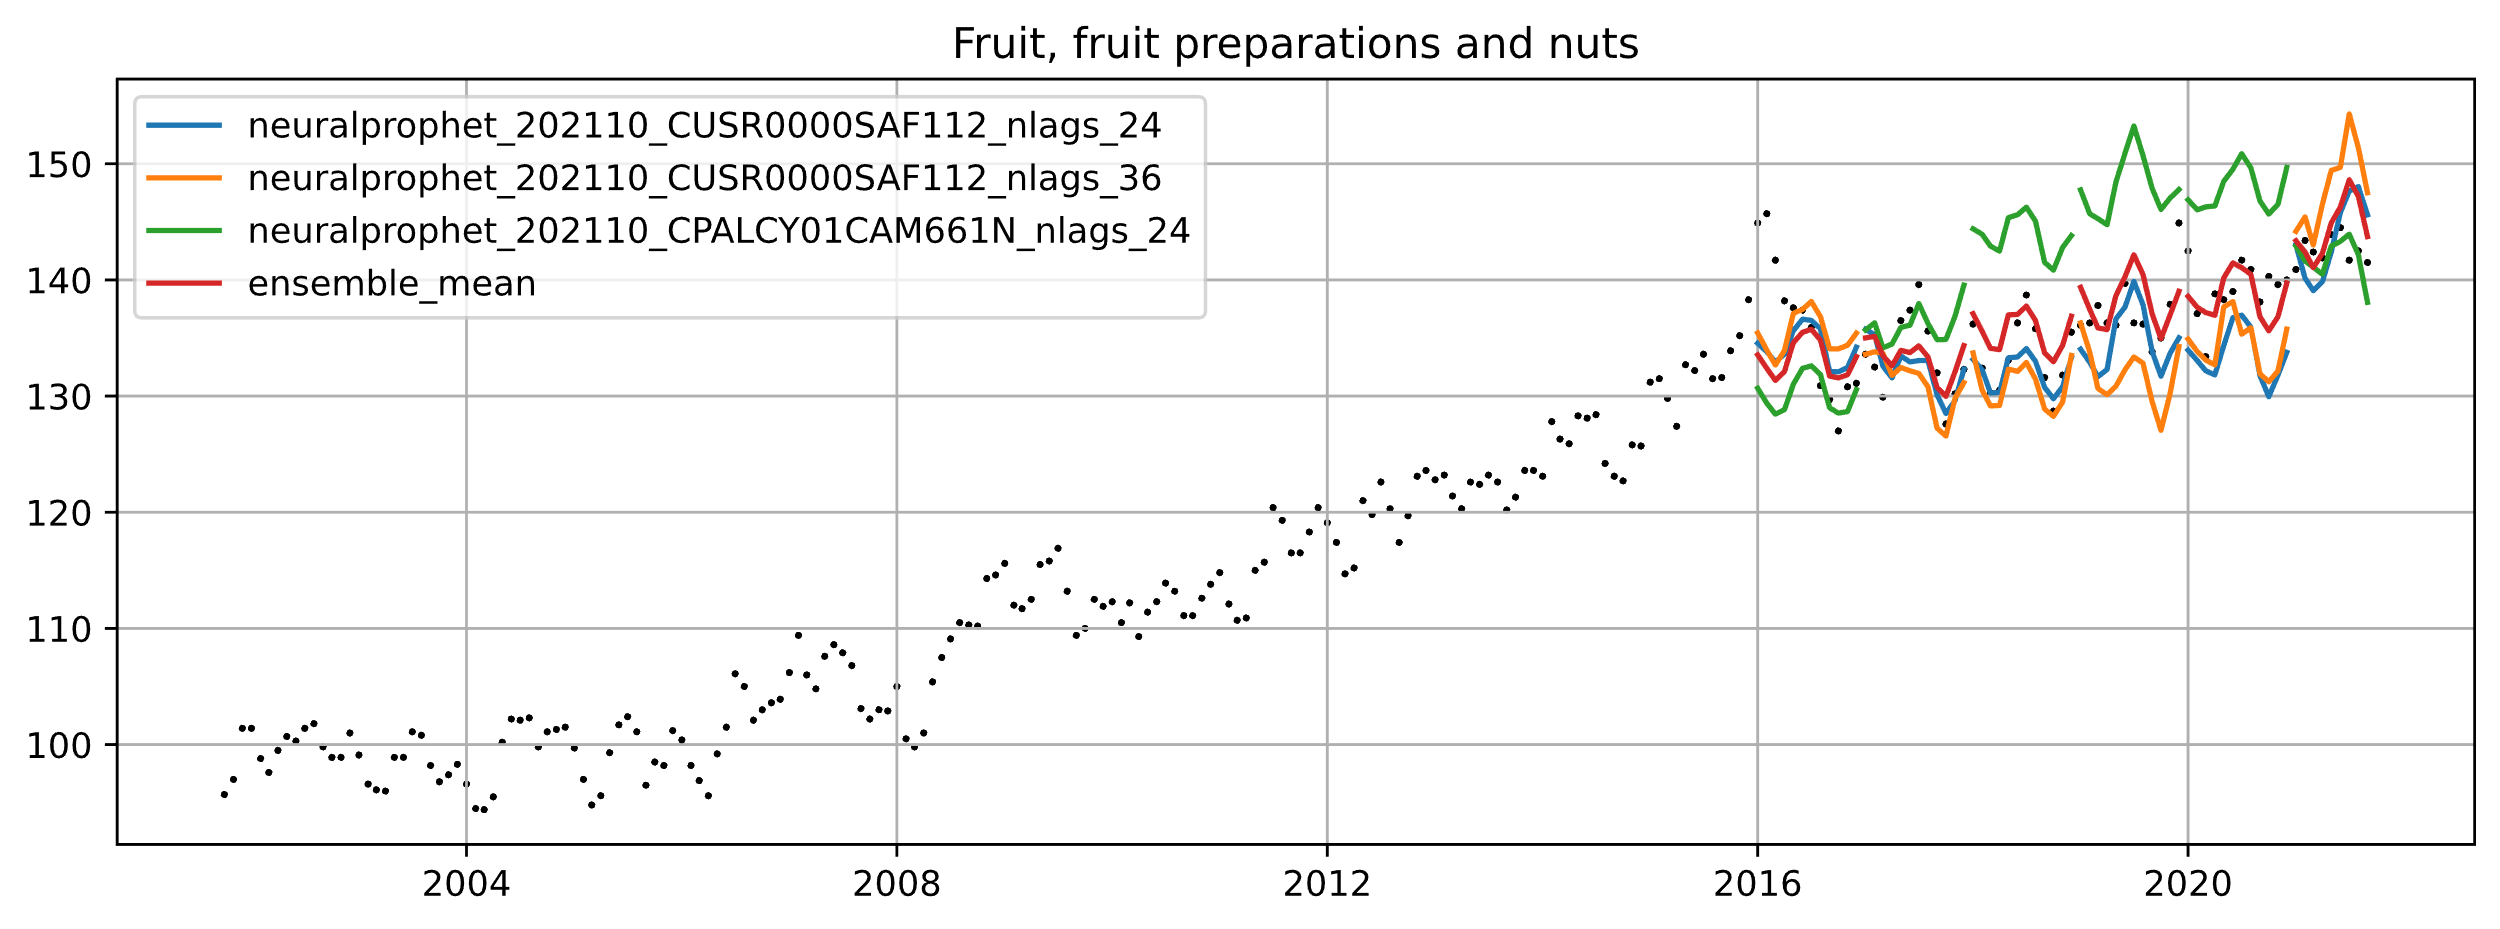 Fruit, fruit preparations and nuts
neuralprophet_202110_CUSR0000SAF112_nlags_24
neuralprophet_202110_CUSR0000SAF112_nlags_36
neuralprophet_202110_CPALCY01CAM661N_nlags_24
ensemble_mean
150
140
130
120
110
100
2004 2008 2012 2016 2020